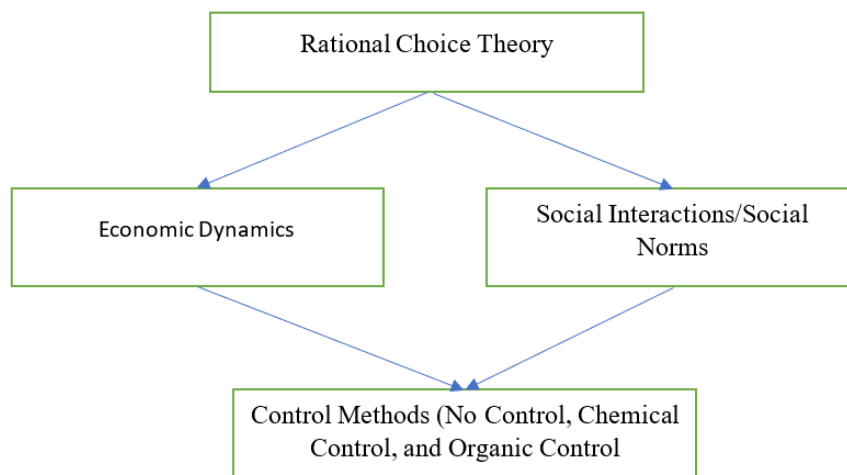 Rational Choice Theory
Economic Dynamics
Social Interactions/Social
Norms
Control Methods (No Control, Chemical
Control, and Organic Control